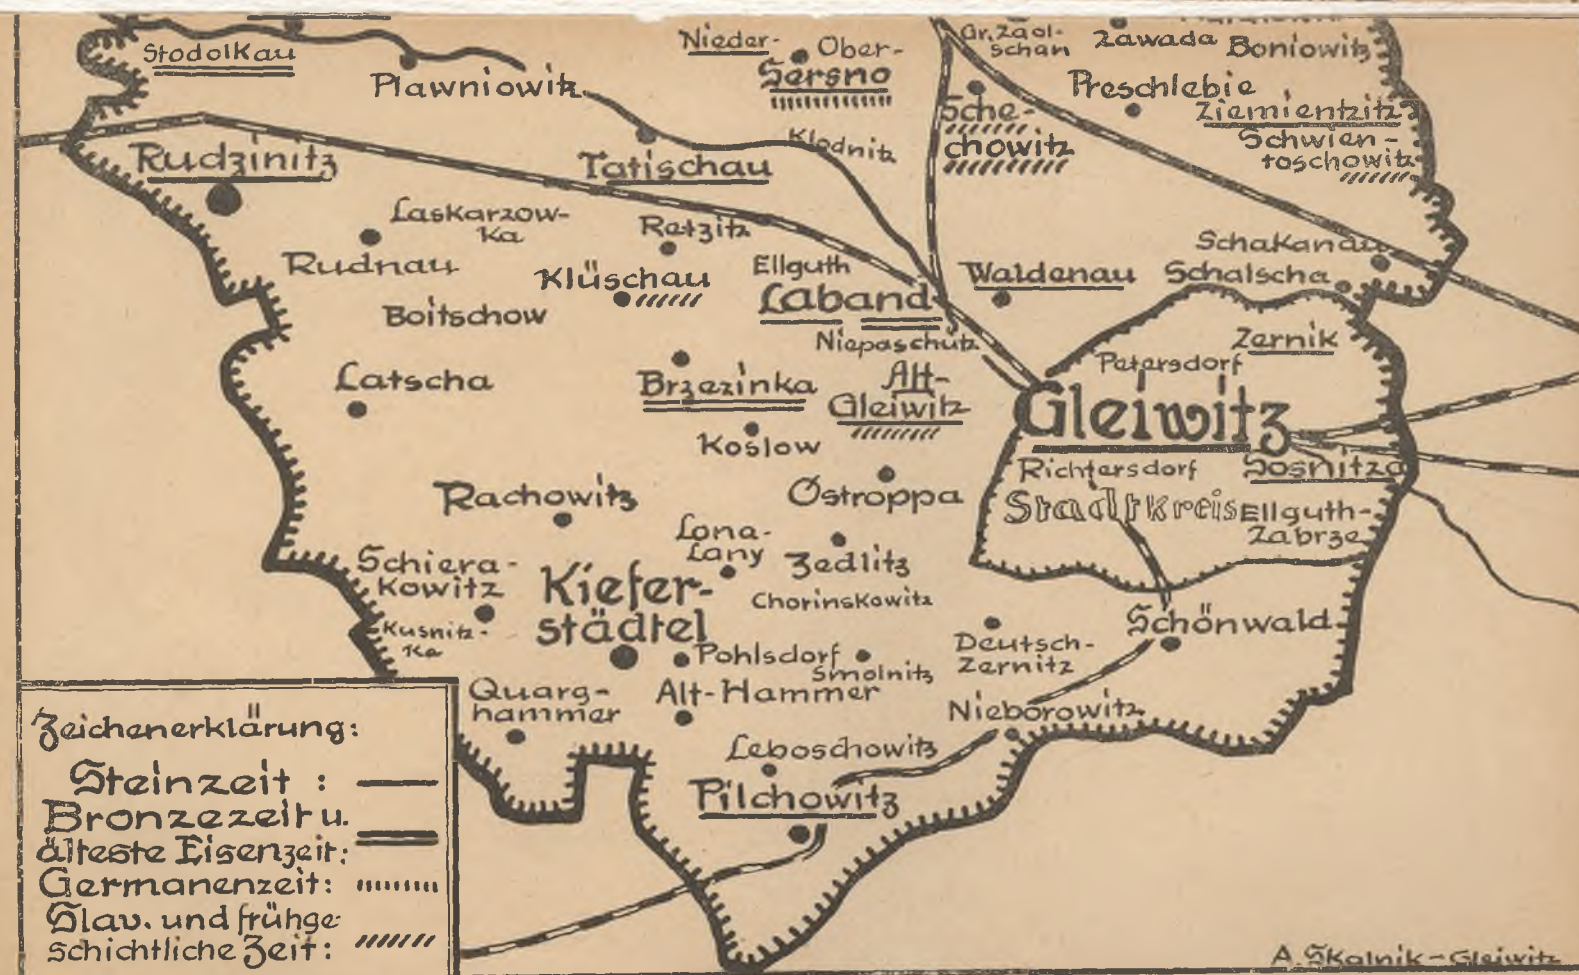 Stodolkau
Plawniowitz
Nieder-
Ober-
Sersno
Gr. Zaol-
schan
Zawada
Boniowitz
Preschlebie
Ziemientzitz
Schwien-
toschowitz
Sche-
chowitz
Klodnitz
Rudzinitz
Tatischau
Laskarzow-
ka
Retzitz
Rudnau
Klüschau
Ellguth
Laband
Waldenau
Schakanau
Schalscha
Boitschow
Niepaschütz
Zernik
Petersdorf
Latscha
Brzezinka
Alt-
Gleiwitz
Gleiwitz
Koslow
Richtersdorf
Sosnitza
Rachowitz
Ostroppa
Stadtkreis
Ellguth-
Zabrze
Lona-
Lany
Zedlitz
Schiera-
kowitz
Kiefer-
städtel
Chorinskowitz
Kusnitz-
ka
Schönwald
Deutsch-
Zernitz
Pohlsdorf
Smolnitz
Quarg-
hammer
Alt-Hammer
Nieborowitz
Leboschowitz
Pilchowitz
Zeichenerklärung:
Steinzeit :
Bronzezeit u.
älteste Eisenzeit:
Germanenzeit:
Slav. und frühge-
schichtliche Zeit:
A. Skalnik-Gleiwitz